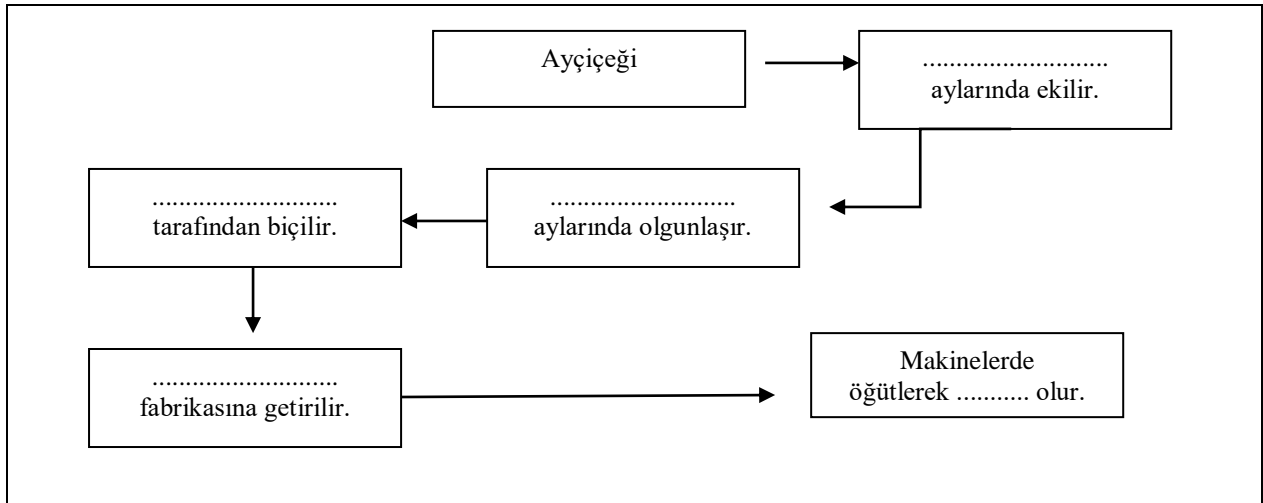 Ayçiçeği
...........................
aylarında ekilir.
...........................
aylarında olgunlaşır.
...........................
tarafından biçilir.
...........................
fabrikasına getirilir.
Makinelerde
öğütlerek ........... olur.